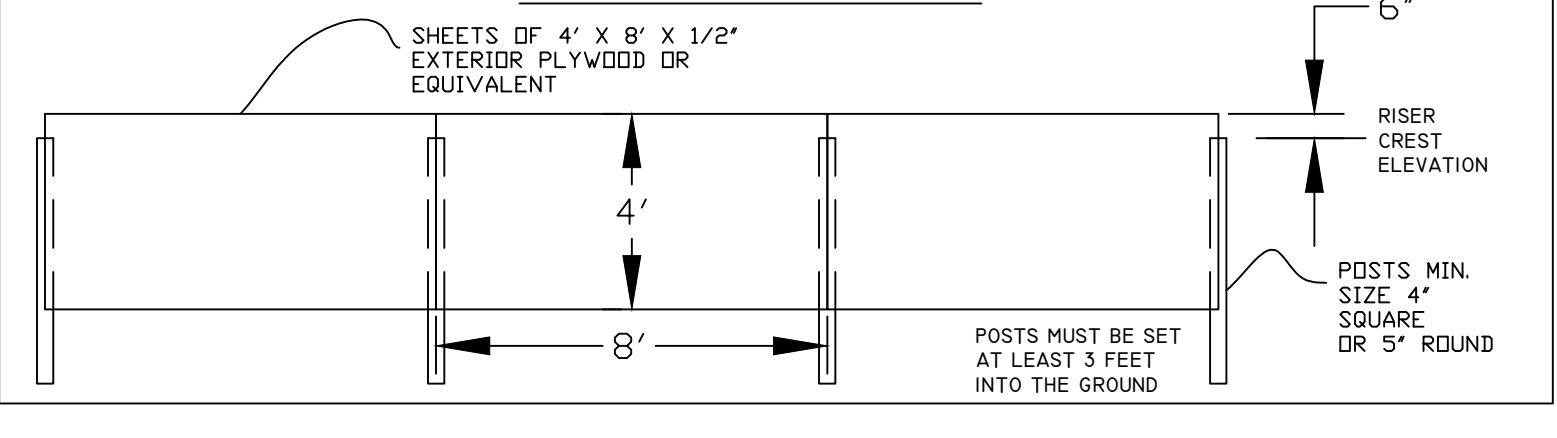 6"
SHEETS OF 4' X 8' X 1/2"
EXTERIOR PLYWOOD OR
EQUIVALENT
RISER
CREST
ELEVATION
4'
POSTS MIN.
SIZE 4"
SQUARE
OR 5" ROUND
8'
POSTS MUST BE SET
AT LEAST 3 FEET
INTO THE GROUND